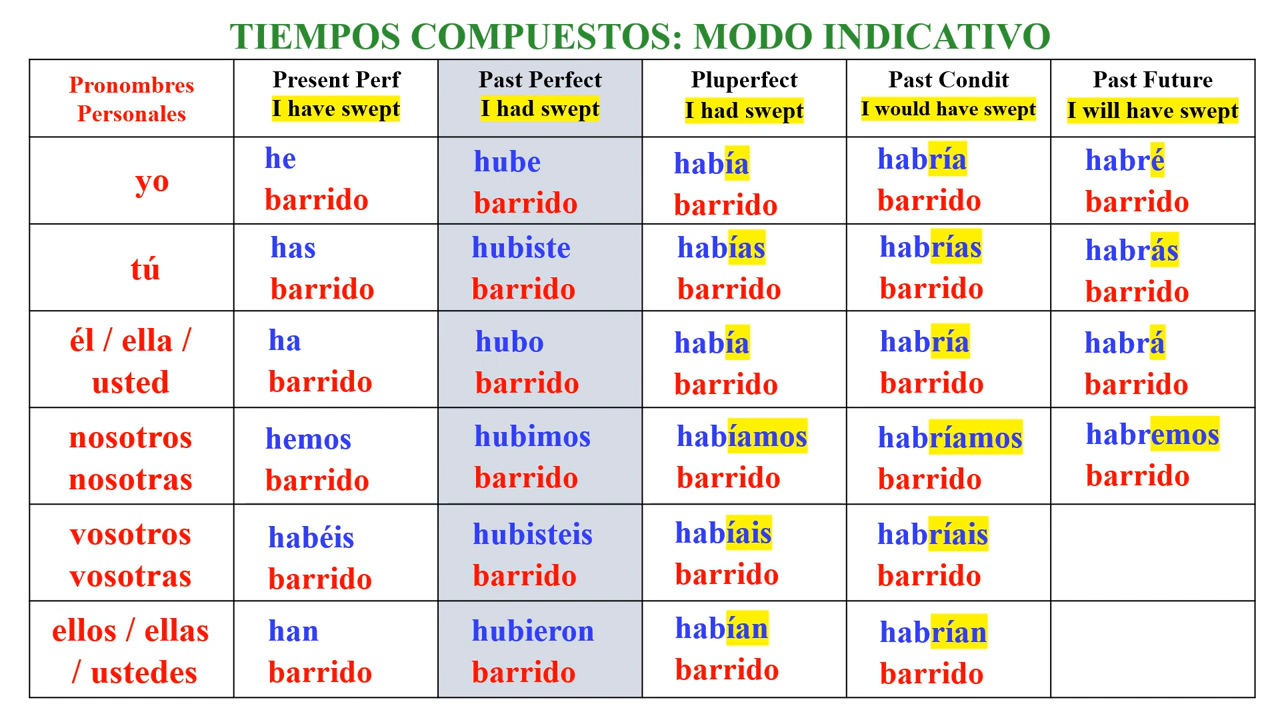 TIEMPOS COMPUESTOS: MODO INDICATIVO
Pronombres
Personales
Present Perf
I have swept
Past Perfect
I had swept
Pluperfect
I had swept
Past Condit
I would have swept
Past Future
I will have swept
yo
he
barrido
hube
barrido
había
barrido
habría
barrido
habré
barrido
tú
has
barrido
hubiste
barrido
habías
barrido
habrías
barrido
habrás
barrido
él / ella /
usted
ha
barrido
hubo
barrido
había
barrido
habría
barrido
habrá
barrido
nosotros
nosotras
hemos
barrido
hubimos
barrido
habíamos
barrido
habríamos
barrido
habremos
barrido
vosotros
vosotras
habéis
barrido
hubisteis
barrido
habíais
barrido
habríais
barrido
ellos / ellas
/ ustedes
han
barrido
hubieron
barrido
habían
barrido
habrían
barrido